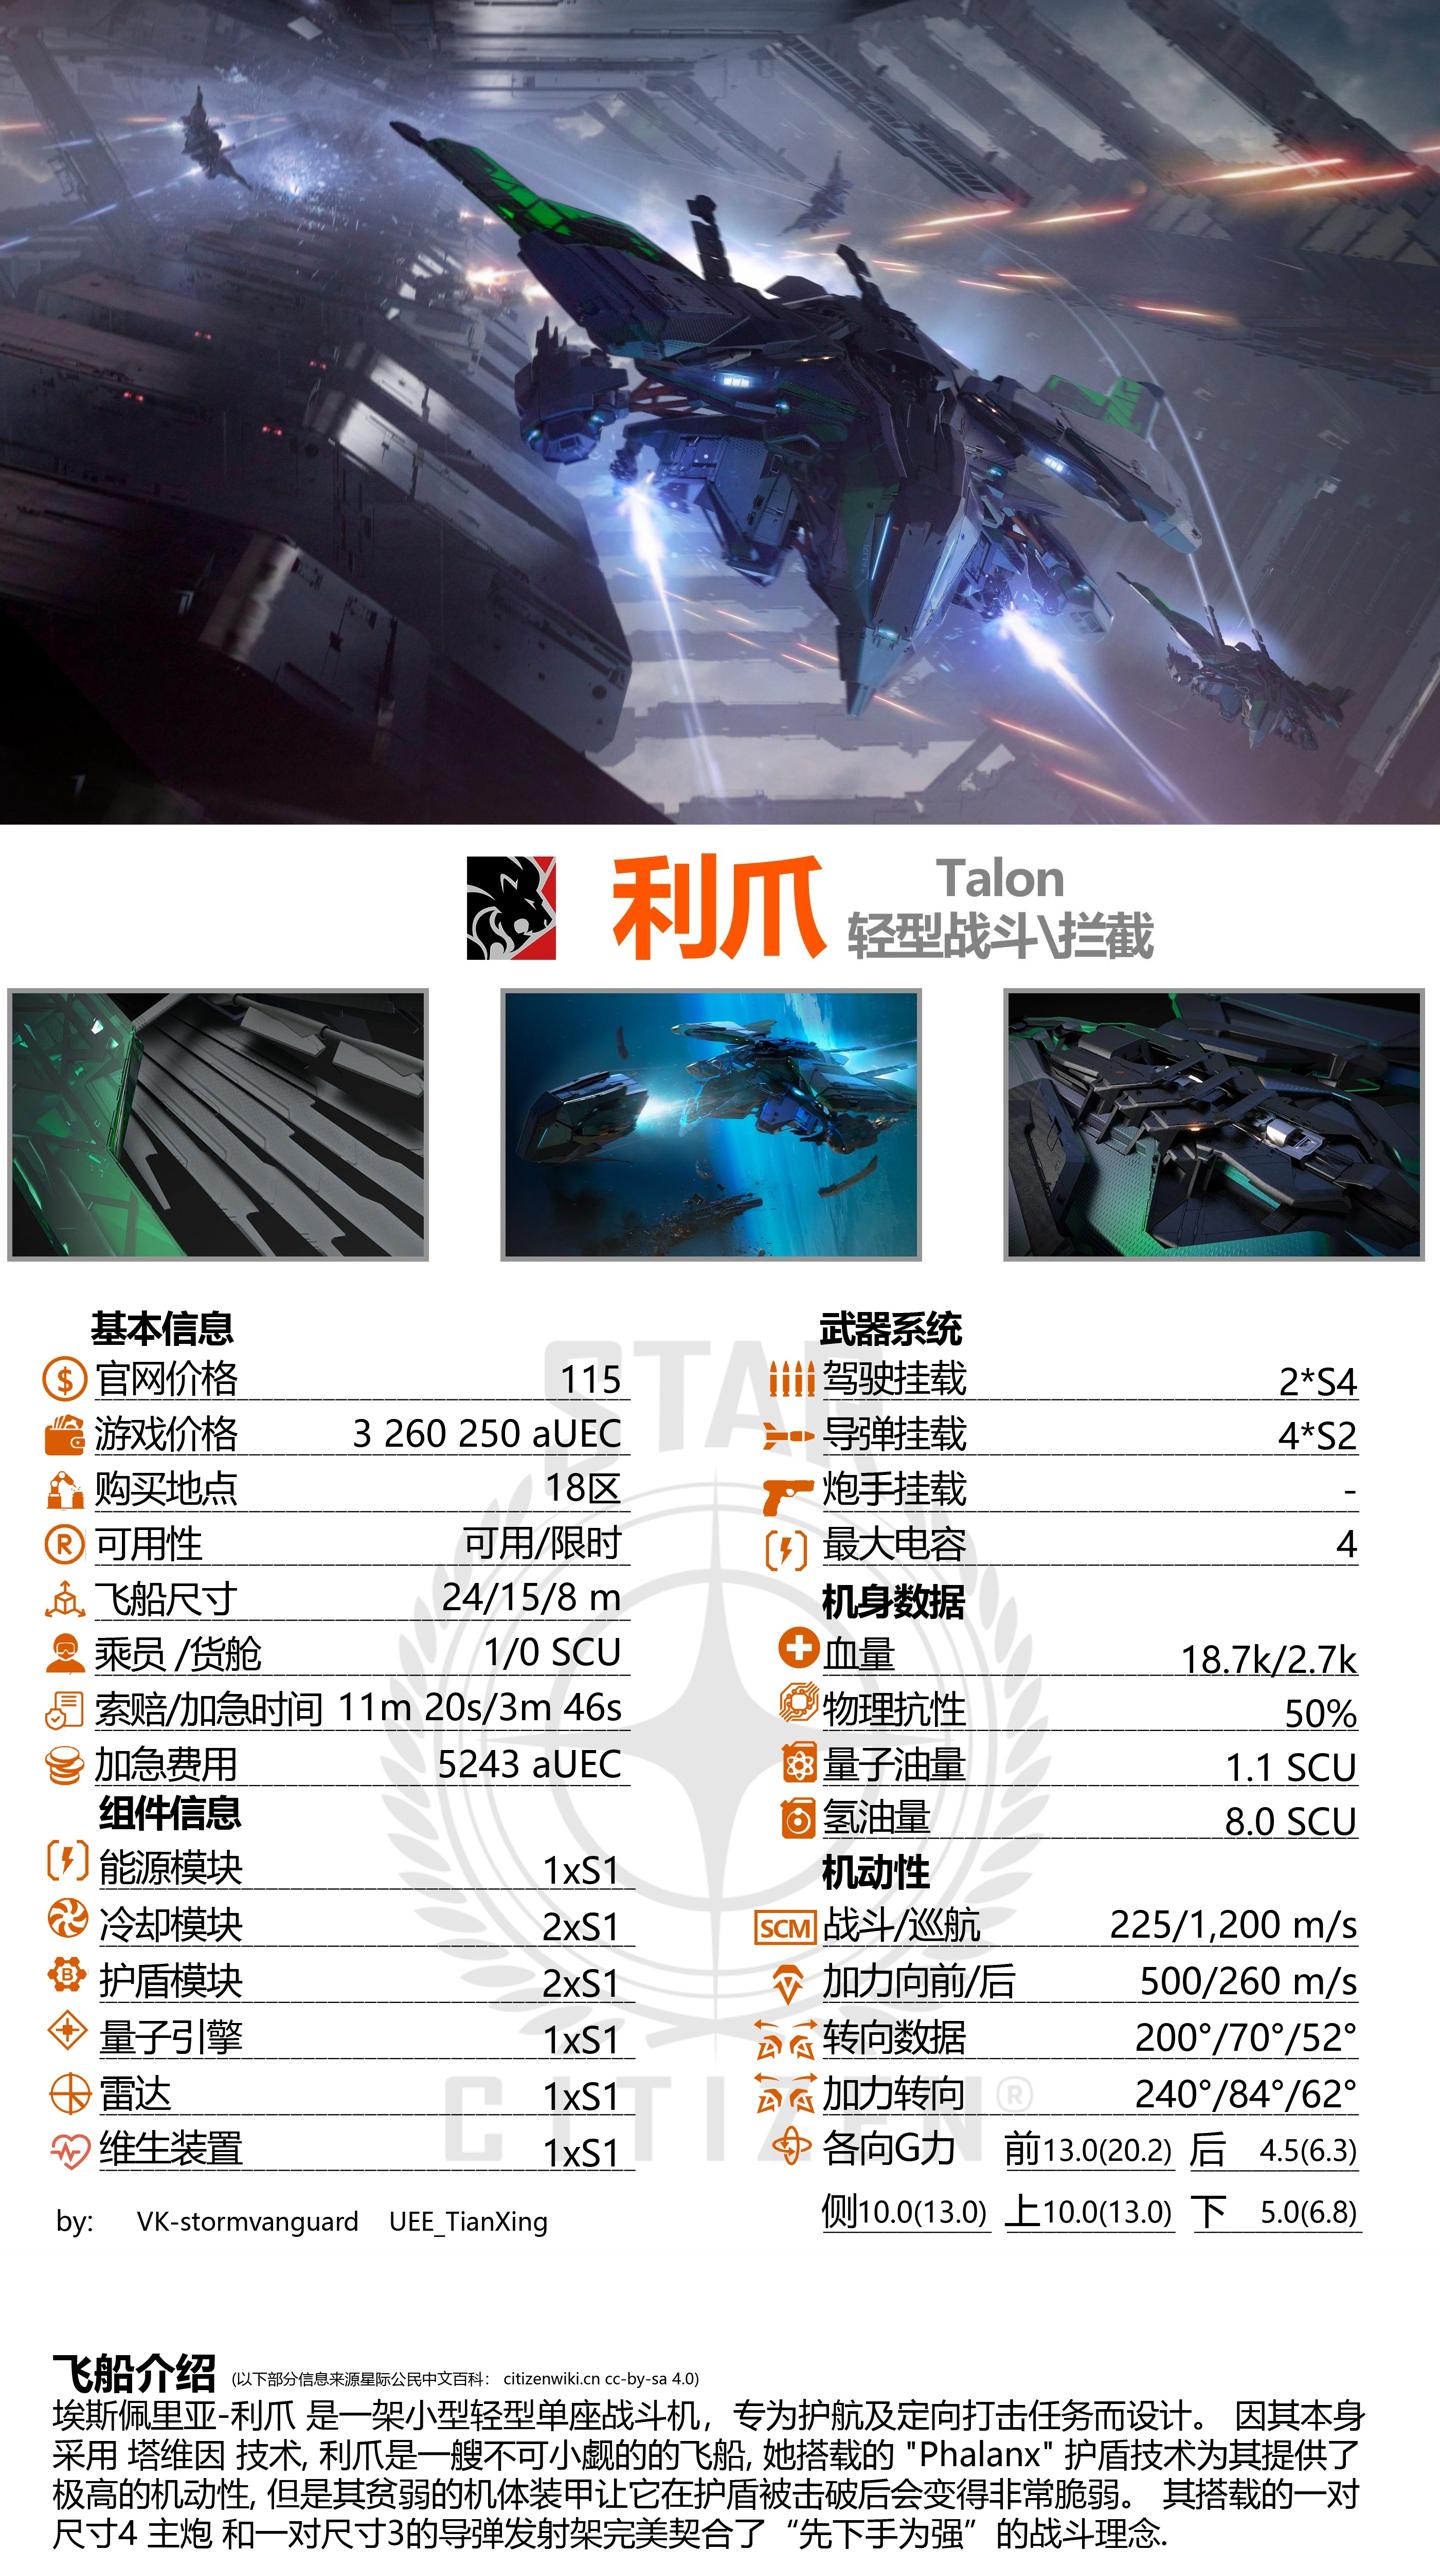 利爪
Talon
轻型战斗\拦截
基本信息
官网价格 115
游戏价格 3 260 250 aUEC
购买地点 18区
可用性 可用/限时
飞船尺寸 24/15/8 m
乘员 /货舱 1/0 SCU
索赔/加急时间 11m 20s/3m 46s
加急费用 5243 aUEC
组件信息
能源模块 1xS1
冷却模块 2xS1
护盾模块 2xS1
量子引擎 1xS1
雷达 1xS1
维生装置 1xS1
by: VK-stormvanguard UEE_TianXing
武器系统
驾驶挂载 2*S4
导弹挂载 4*S2
炮手挂载 -
最大电容 4
机身数据
血量 18.7k/2.7k
物理抗性 50%
量子油量 1.1 SCU
氢油量 8.0 SCU
机动性
SCM 战斗/巡航 225/1,200 m/s
加力向前/后 500/260 m/s
转向数据 200°/70°/52°
加力转向 240°/84°/62°
各向G力 前13.0(20.2) 后 4.5(6.3)
侧10.0(13.0) 上10.0(13.0) 下 5.0(6.8)
STAR
CITIZEN®
飞船介绍 (以下部分信息来源星际公民中文百科： citizenwiki.cn cc-by-sa 4.0)
埃斯佩里亚-利爪 是一架小型轻型单座战斗机，专为护航及定向打击任务而设计。 因其本身
采用 塔维因 技术, 利爪是一艘不可小觑的的飞船, 她搭载的 "Phalanx" 护盾技术为其提供了
极高的机动性, 但是其贫弱的机体装甲让它在护盾被击破后会变得非常脆弱。 其搭载的一对
尺寸4 主炮 和一对尺寸3的导弹发射架完美契合了“先下手为强”的战斗理念.